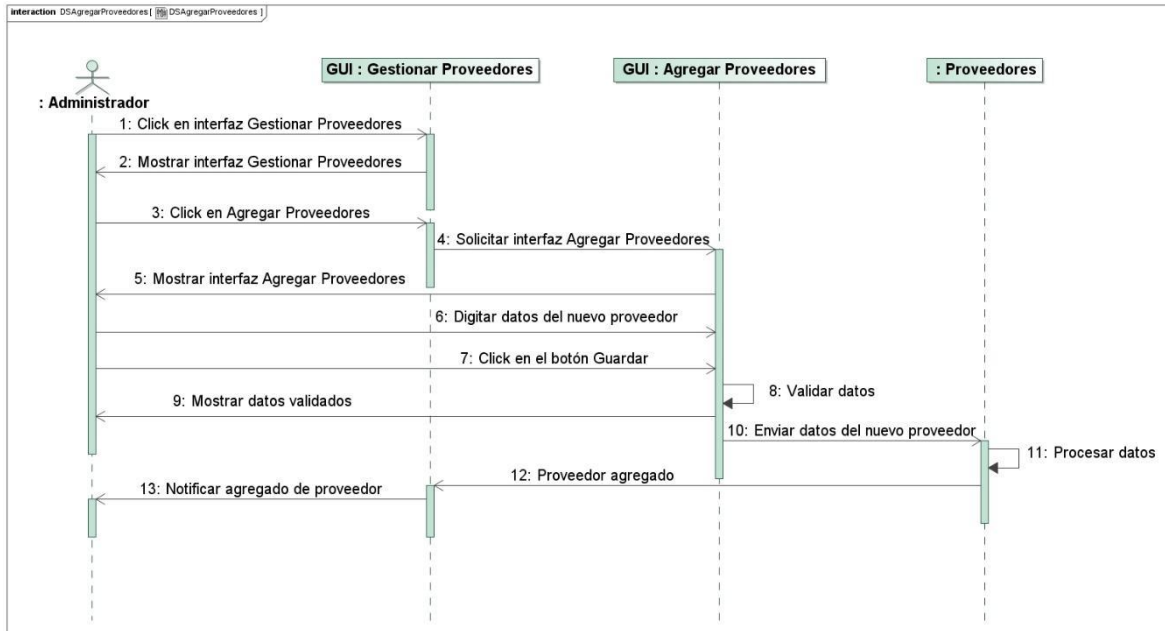 interaction DSAgregarProveedores [ DSAgregarProveedores ]
GUI : Gestionar Proveedores
GUI : Agregar Proveedores
: Proveedores
: Administrador
1: Click en interfaz Gestionar Proveedores
2: Mostrar interfaz Gestionar Proveedores
3: Click en Agregar Proveedores
4: Solicitar interfaz Agregar Proveedores
5: Mostrar interfaz Agregar Proveedores
6: Digitar datos del nuevo proveedor
7: Click en el botón Guardar
8: Validar datos
9: Mostrar datos validados
10: Enviar datos del nuevo proveedor
11: Procesar datos
12: Proveedor agregado
13: Notificar agregado de proveedor